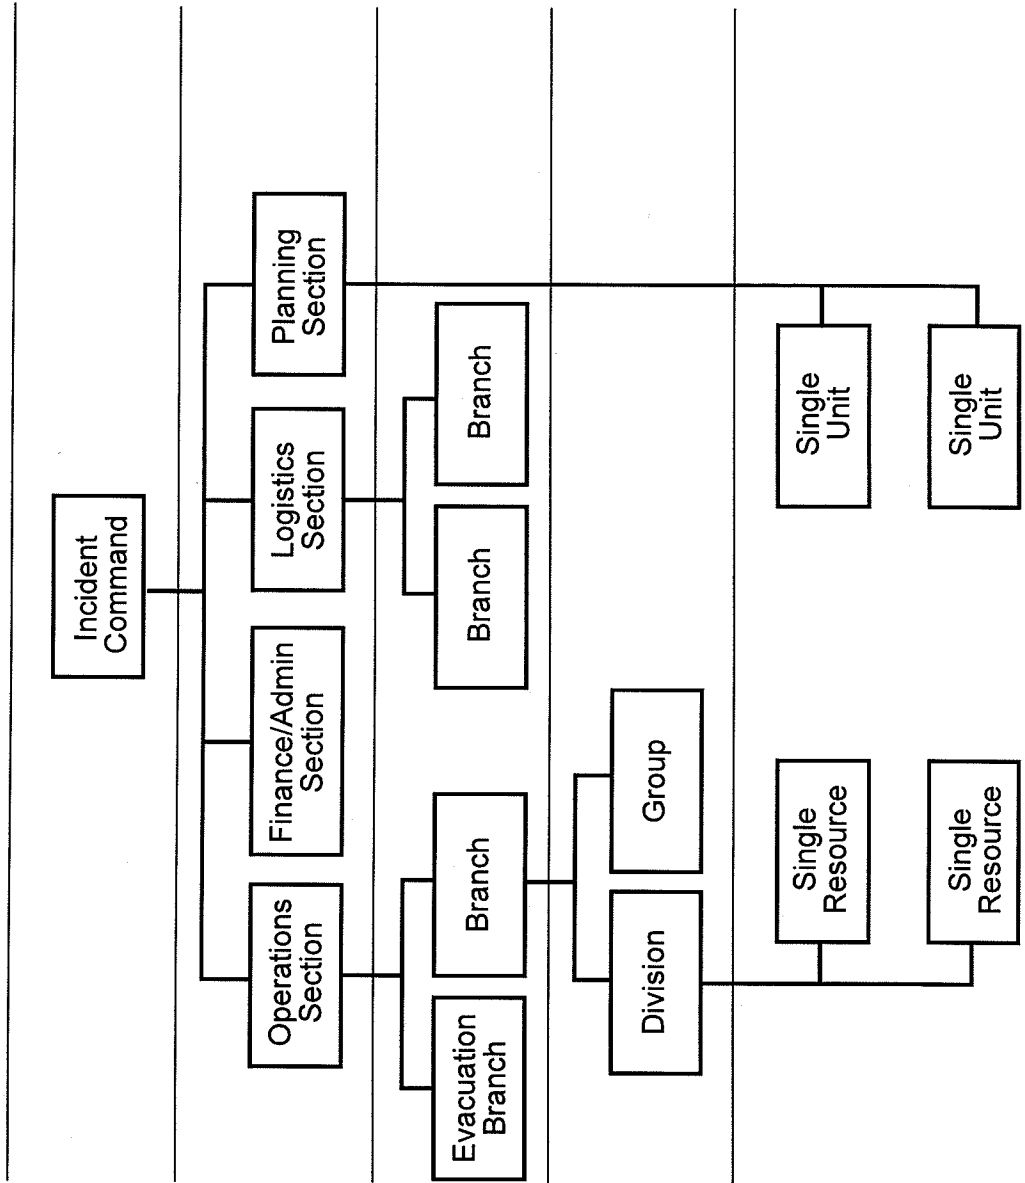 Incident
Command
Operations
Section
Finance/Admin
Section
Logistics
Section
Planning
Section
Evacuation
Branch
Branch
Branch
Branch
Division
Group
Single
Resource
Single
Unit
Single
Resource
Single
Unit